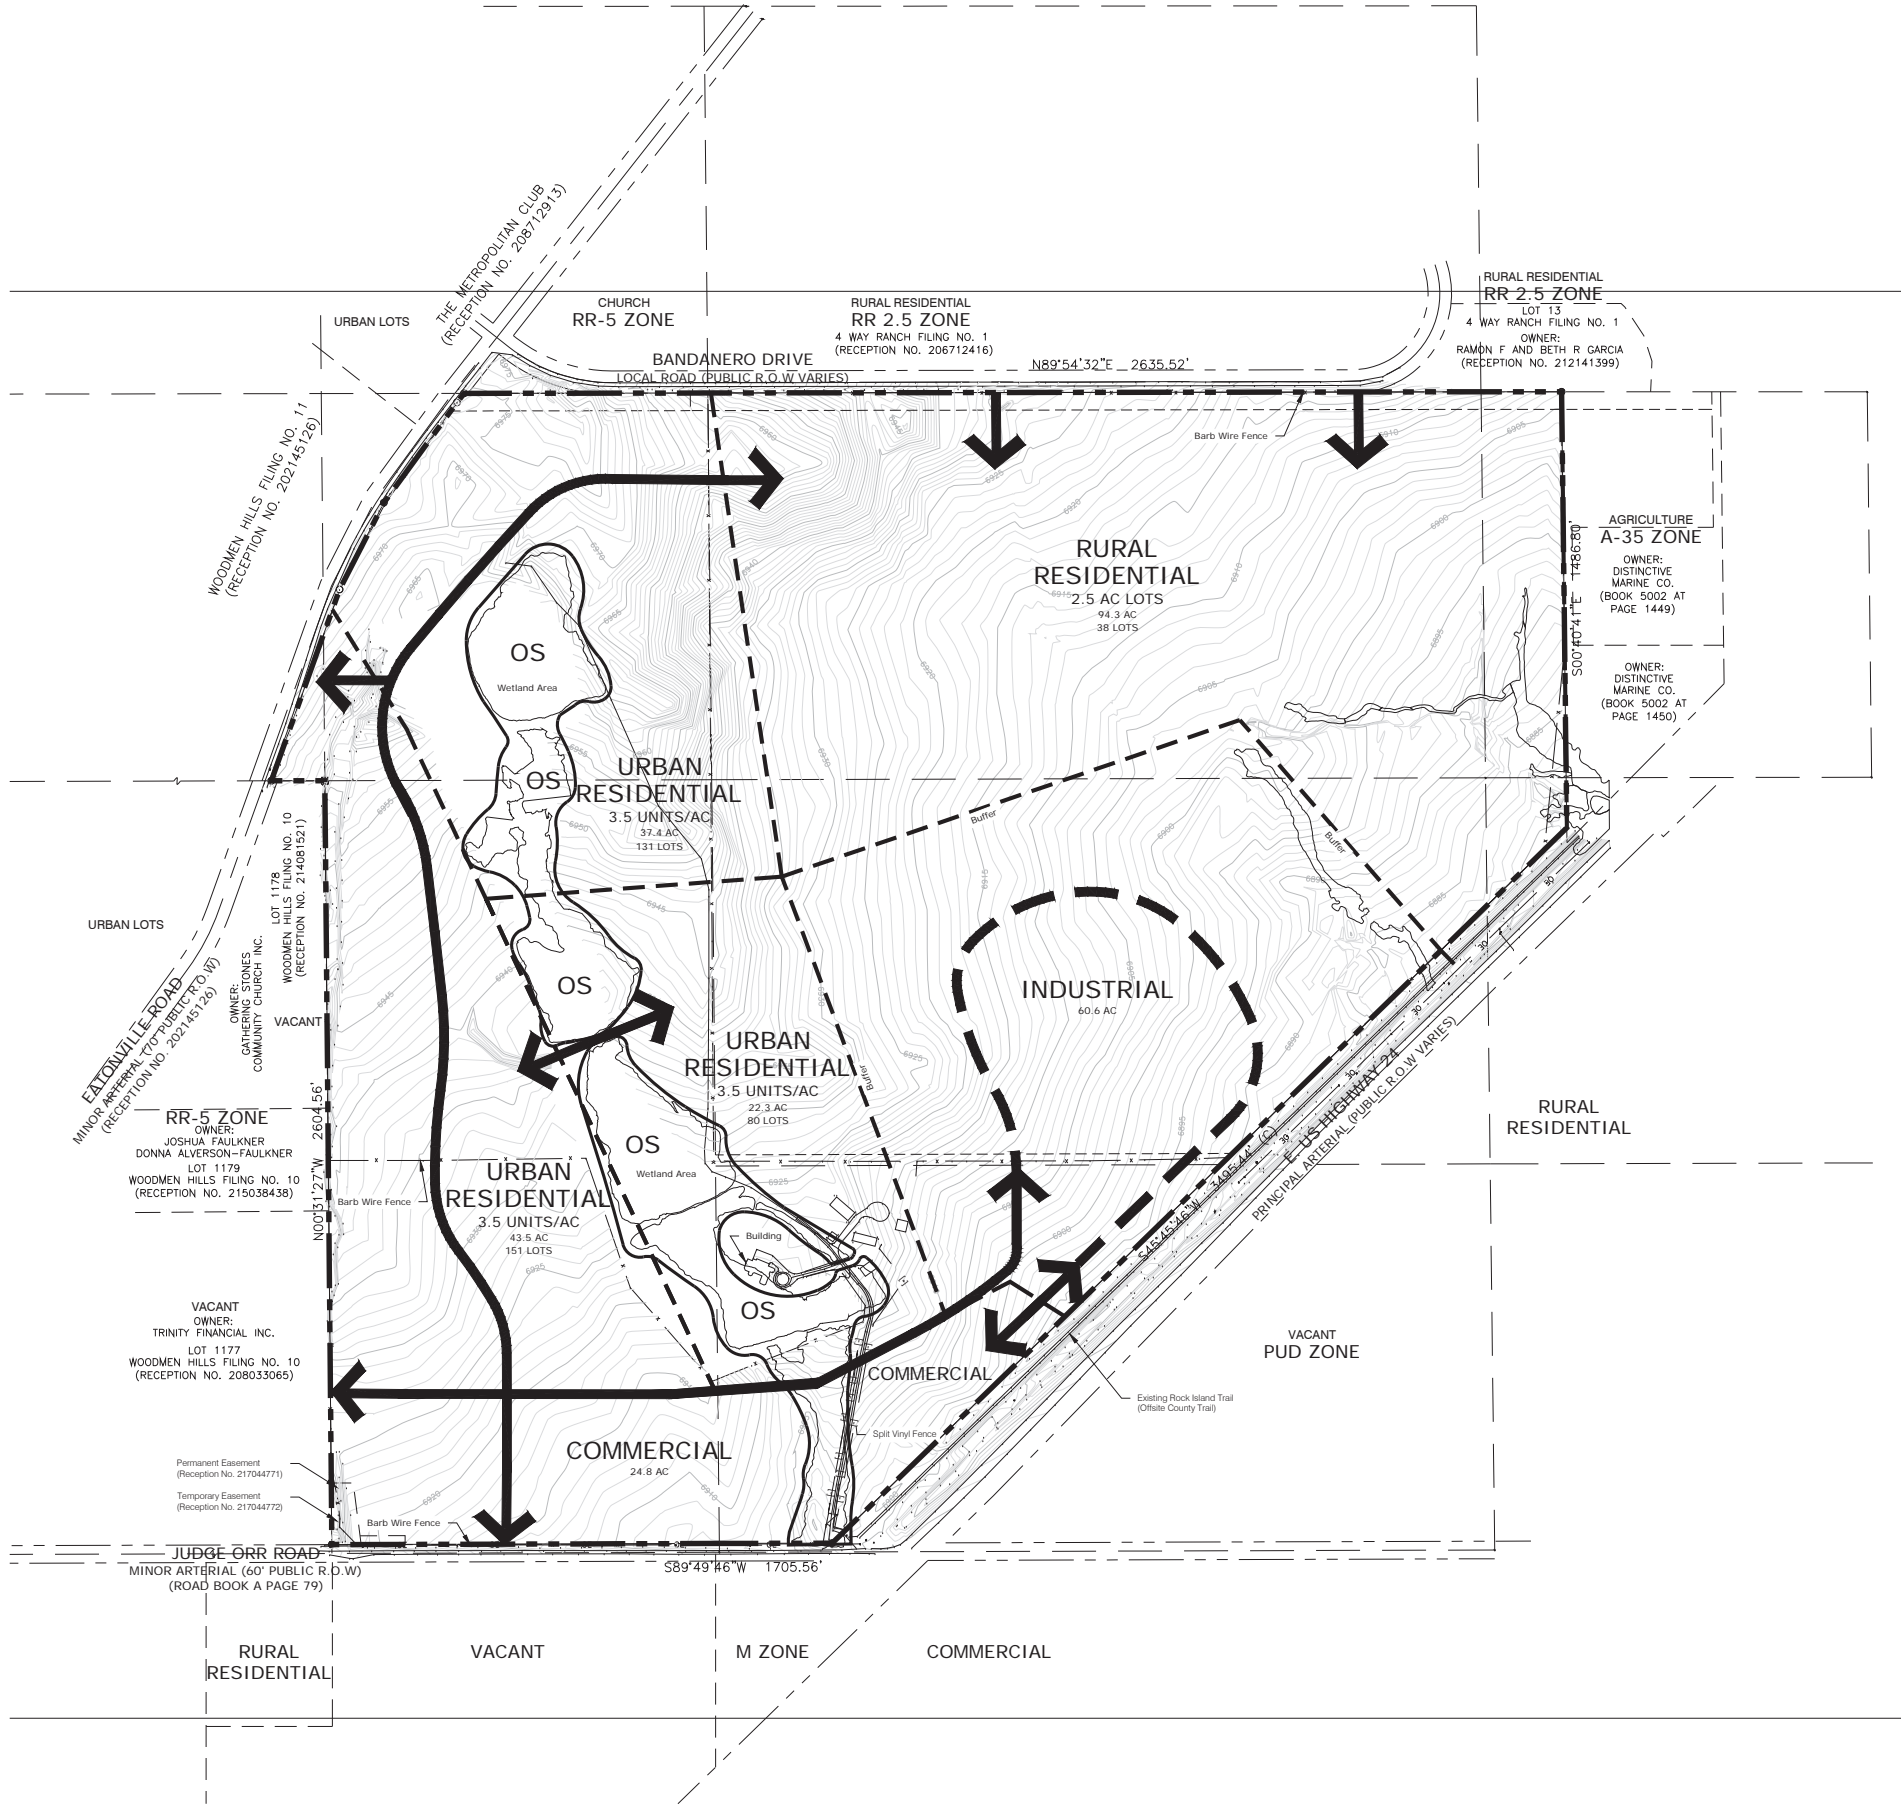 THE METROPOLITAN CLUB
(RECEPTION NO. 208712913)
URBAN LOTS
CHURCH
RR-5 ZONE
RURAL RESIDENTIAL
RR 2.5 ZONE
4 WAY RANCH FILING NO. 1
(RECEPTION NO. 206712416)
RURAL RESIDENTIAL
RR 2.5 ZONE
LOT 13
4 WAY RANCH FILING NO. 1
OWNER:
RAMON F AND BETH R GARCIA
(RECEPTION NO. 212141399)
BANDANERO DRIVE
LOCAL ROAD (PUBLIC R.O.W VARIES)
N89°54'32"E 2635.52'
Barb Wire Fence
WOODMEN HILLS FILING NO. 11
(RECEPTION NO. 202145126)
AGRICULTURE
A-35 ZONE
OWNER:
DISTINCTIVE
MARINE CO.
(BOOK 5002 AT
PAGE 1449)
S00°40'41"E 1486.80'
OWNER:
DISTINCTIVE
MARINE CO.
(BOOK 5002 AT
PAGE 1450)
RURAL
RESIDENTIAL
2.5 AC LOTS
94.3 AC
38 LOTS
OS
Wetland Area
OS
URBAN
RESIDENTIAL
3.5 UNITS/AC
37.4 AC
131 LOTS
Buffer
Buffer
LOT 1178
WOODMEN HILLS FILING NO. 10
(RECEPTION NO. 214081521)
OWNER:
GATHERING STONES
COMMUNITY CHURCH INC.
VACANT
URBAN LOTS
EATONVILLE ROAD
MINOR ARTERIAL (70' PUBLIC R.O.W)
(RECEPTION NO. 202145126)
OS
INDUSTRIAL
60.6 AC
URBAN
RESIDENTIAL
3.5 UNITS/AC
22.3 AC
80 LOTS
Buffer
E. US HIGHWAY 24
PRINCIPAL ARTERIAL (PUBLIC R.O.W VARIES)
S45°45'46"W 3495.44' (C)
RURAL
RESIDENTIAL
RR-5 ZONE
OWNER:
JOSHUA FAULKNER
DONNA ALVERSON-FAULKNER
LOT 1179
WOODMEN HILLS FILING NO. 10
(RECEPTION NO. 215038438)
N00°31'27"W 2604.56'
Barb Wire Fence
URBAN
RESIDENTIAL
3.5 UNITS/AC
43.5 AC
151 LOTS
OS
Wetland Area
Building
OS
VACANT
OWNER:
TRINITY FINANCIAL INC.
LOT 1177
WOODMEN HILLS FILING NO. 10
(RECEPTION NO. 208033065)
VACANT
PUD ZONE
COMMERCIAL
Existing Rock Island Trail
(Offsite County Trail)
Split Vinyl Fence
COMMERCIAL
24.8 AC
Permanent Easement
(Reception No. 217044771)
Temporary Easement
(Reception No. 217044772)
Barb Wire Fence
JUDGE ORR ROAD
MINOR ARTERIAL (60' PUBLIC R.O.W)
(ROAD BOOK A PAGE 79)
S89°49'46"W 1705.56'
RURAL
RESIDENTIAL
VACANT
M ZONE
COMMERCIAL